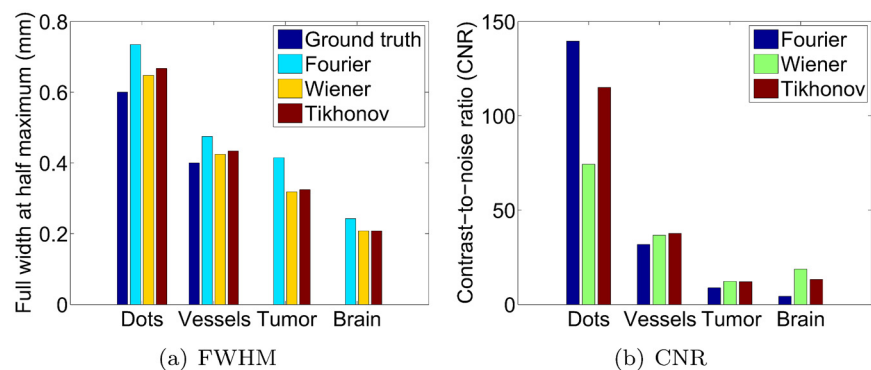 Full width at half maximum (mm)
0.8
0.6
0.4
0.2
0
Ground truth
Fourier
Wiener
Tikhonov
Dots Vessels Tumor Brain
(a) FWHM
Contrast-to-noise ratio (CNR)
150
100
50
0
Fourier
Wiener
Tikhonov
Dots Vessels Tumor Brain
(b) CNR